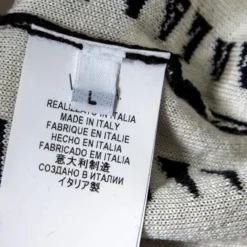 L
REALIZZATO IN ITALIA
MADE IN ITALY
FABRIQUE EN ITALIE
HECHO EN ITALIA
FABRICADO EM ITALIA
意大利制造
СДЕЛАНО В ИТАЛИИ
イタリア製